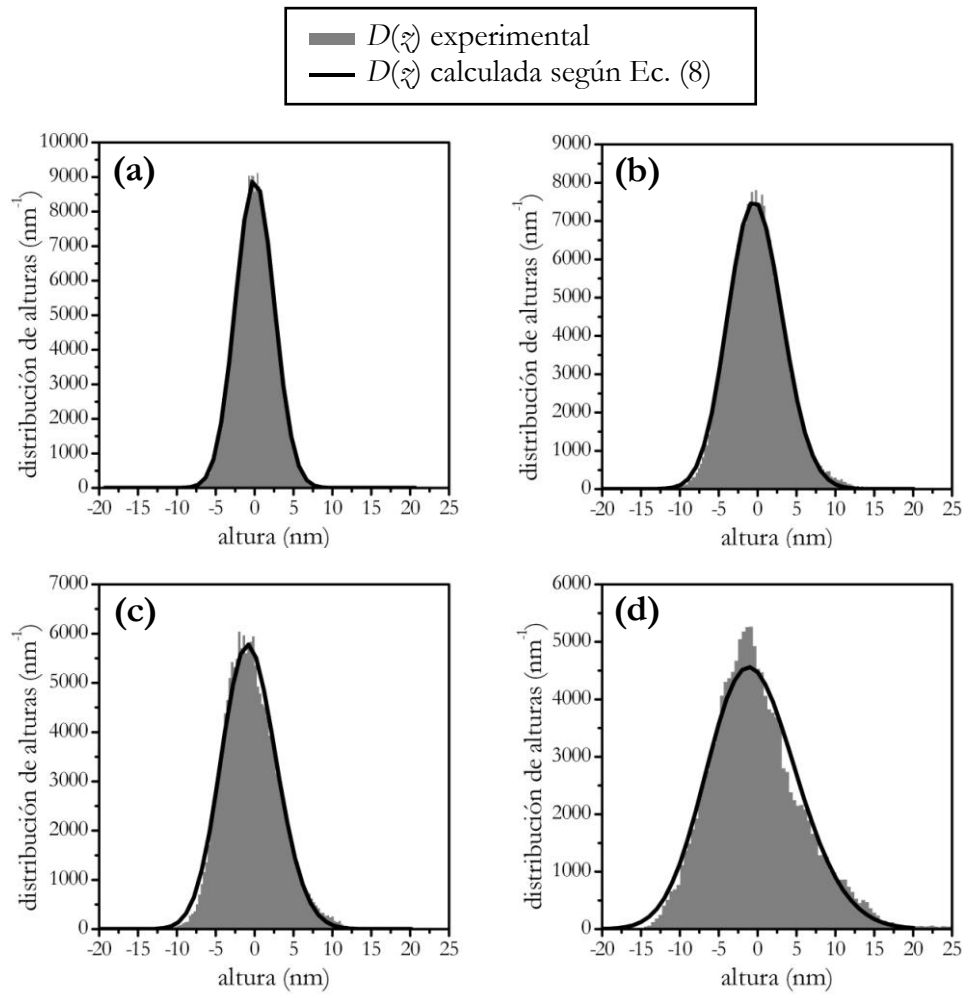 D(z) experimental
D(z) calculada según Ec. (8)
(a)
distribución de alturas (nm⁻¹)
10000
9000
8000
7000
6000
5000
4000
3000
2000
1000
0
-20 -15 -10 -5 0 5 10 15 20 25
altura (nm)
(b)
distribución de alturas (nm⁻¹)
9000
8000
7000
6000
5000
4000
3000
2000
1000
0
-20 -15 -10 -5 0 5 10 15 20 25
altura (nm)
(c)
distribución de alturas (nm⁻¹)
7000
6000
5000
4000
3000
2000
1000
0
-20 -15 -10 -5 0 5 10 15 20 25
altura (nm)
(d)
distribución de alturas (nm⁻¹)
6000
5000
4000
3000
2000
1000
0
-20 -15 -10 -5 0 5 10 15 20 25
altura (nm)